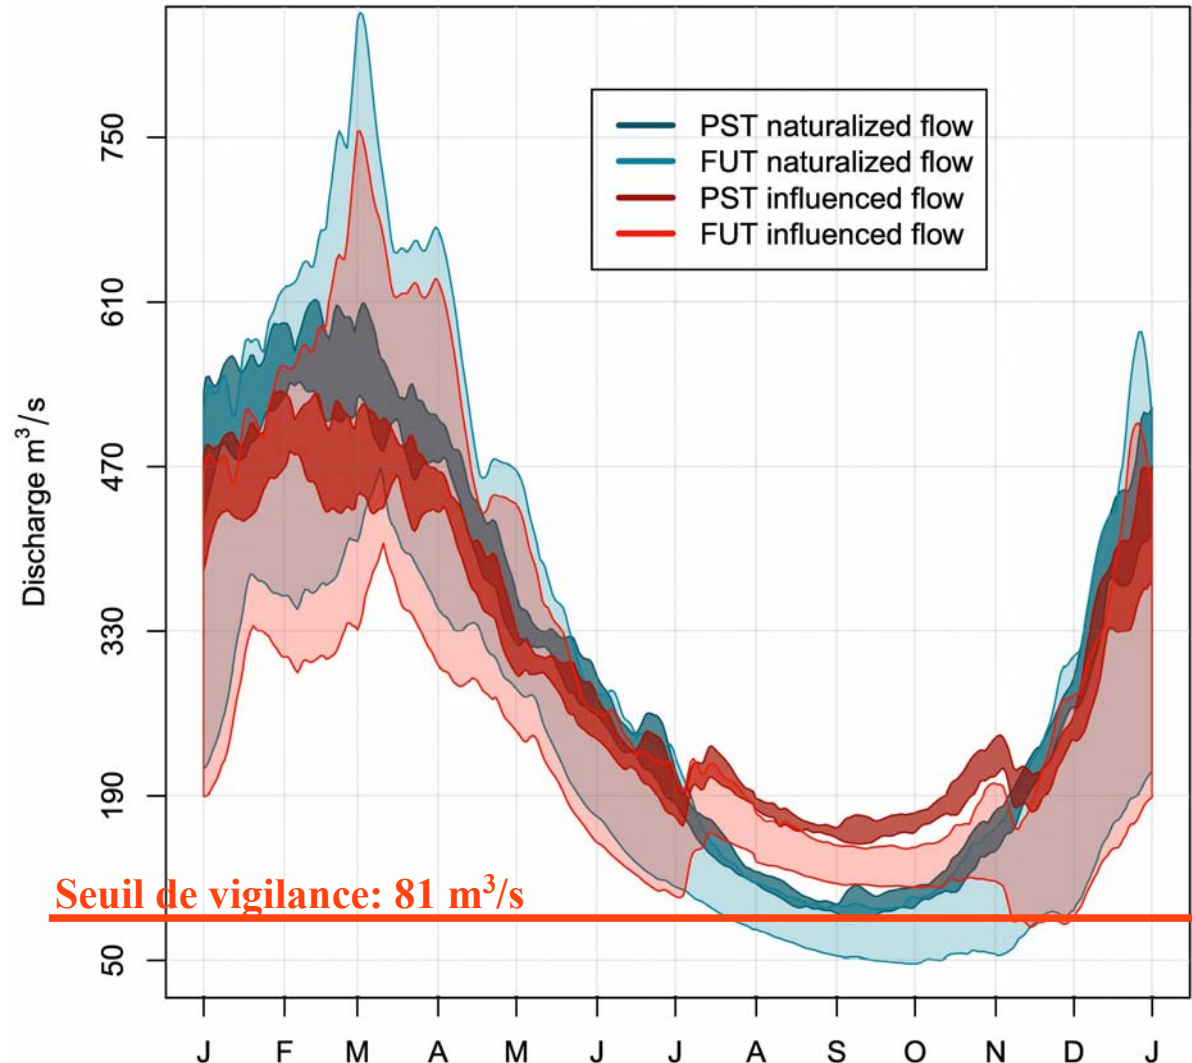 PST naturalized flow
FUT naturalized flow
PST influenced flow
FUT influenced flow
Discharge m³/s
750
610
470
330
190
50
Seuil de vigilance: 81 m³/s
J F M A M J J A S O N D J